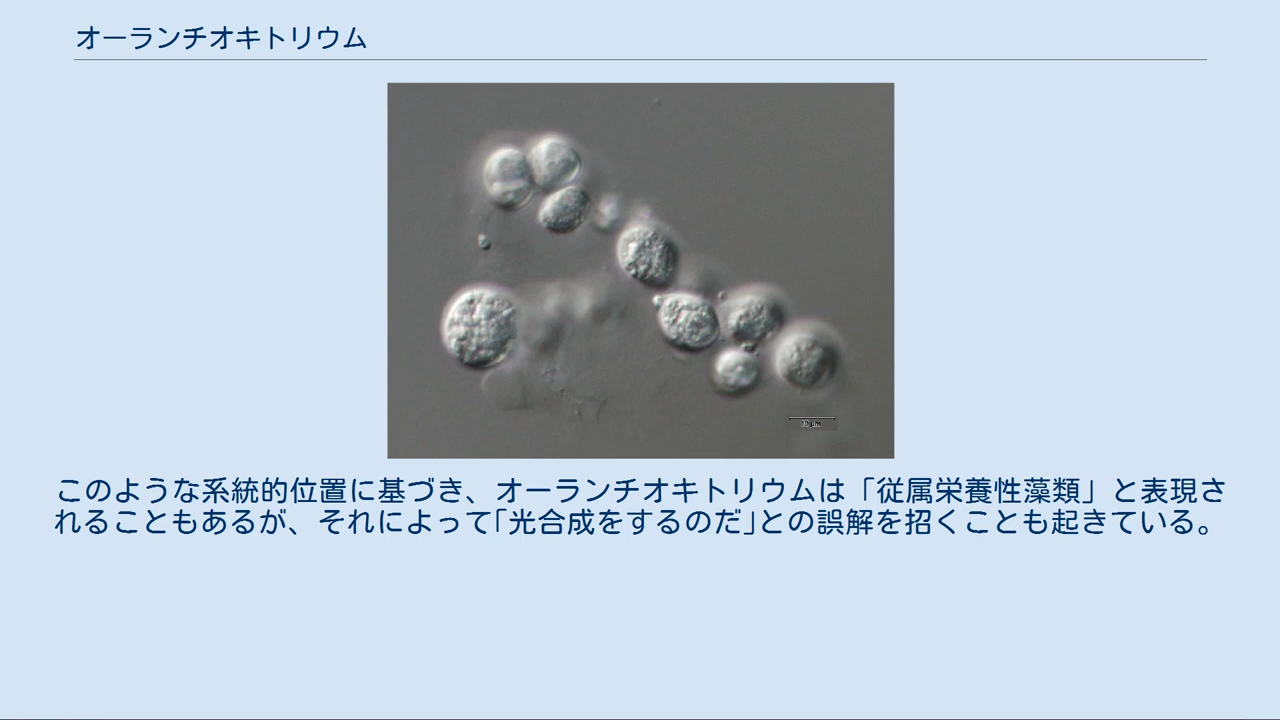 オーランチオキトリウム
10 μm
このような系統的位置に基づき、オーランチオキトリウムは「従属栄養性藻類」と表現さ
れることもあるが、それによって｢光合成をするのだ｣との誤解を招くことも起きている。